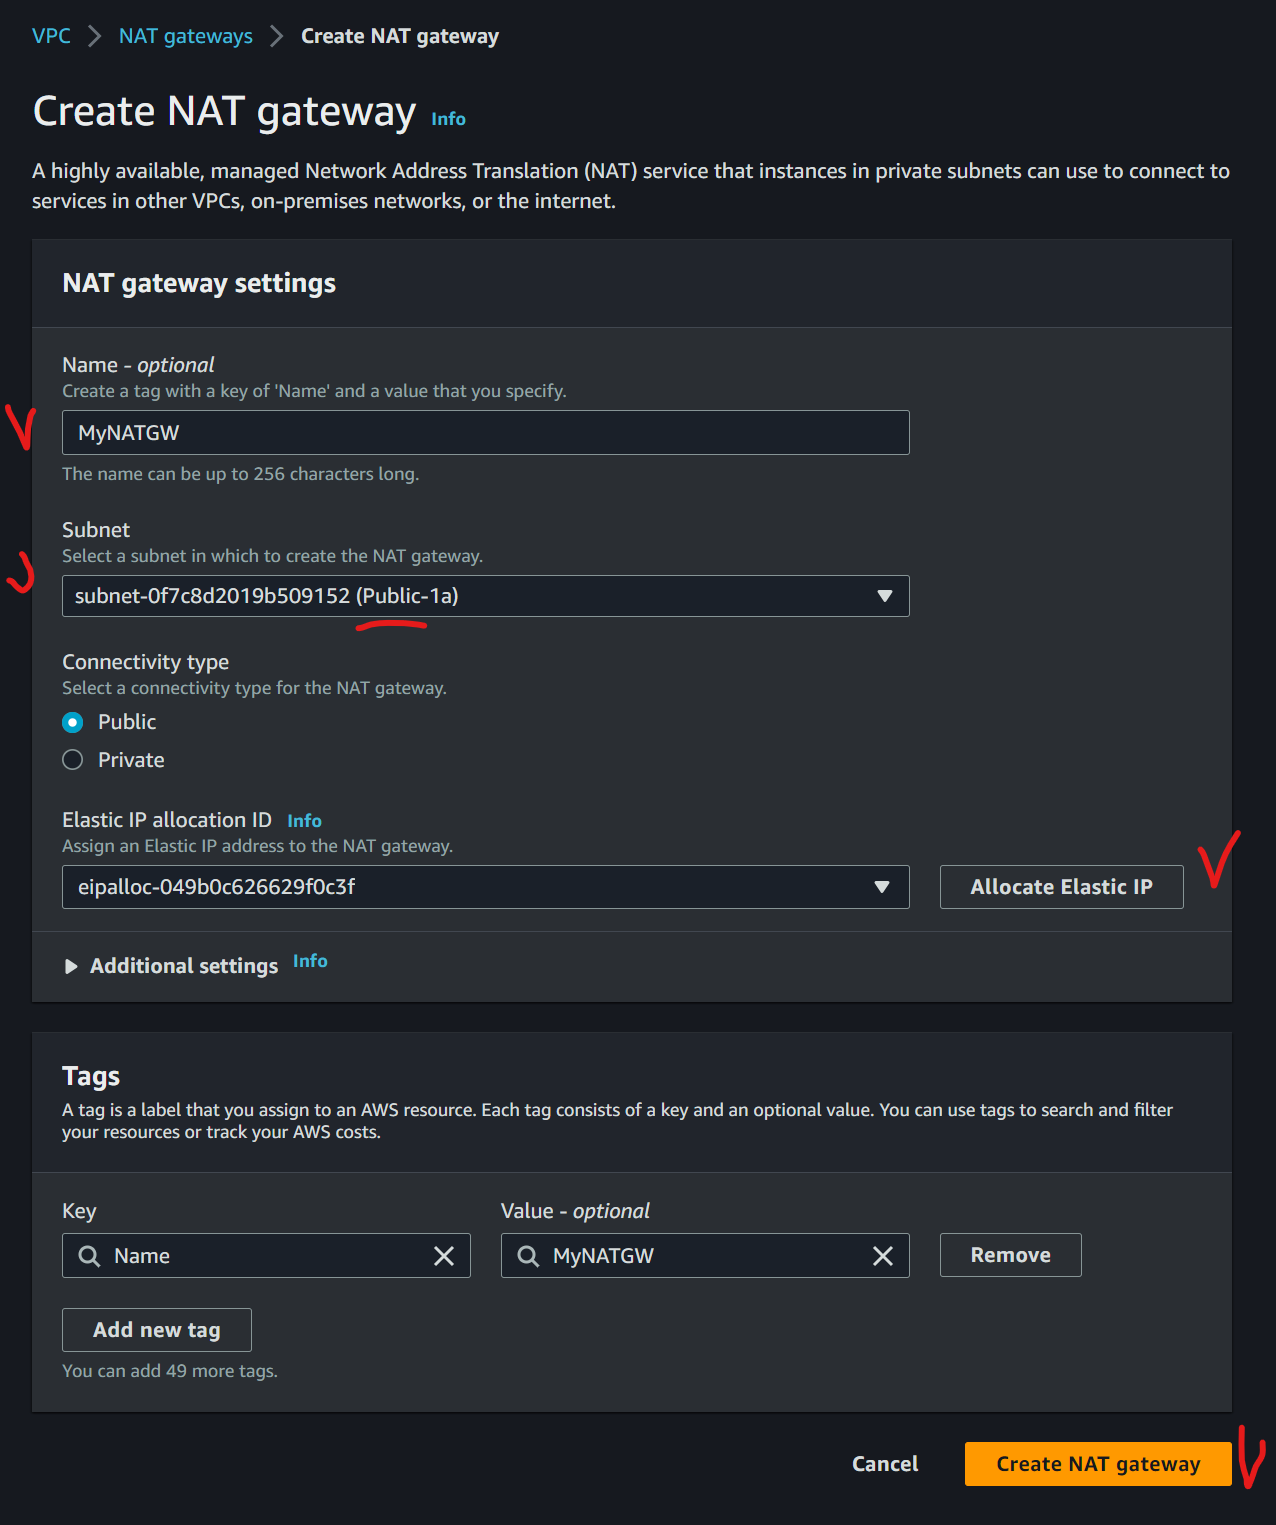 VPC > NAT gateways > Create NAT gateway
Create NAT gateway Info
A highly available, managed Network Address Translation (NAT) service that instances in private subnets can use to connect to
services in other VPCs, on-premises networks, or the internet.
NAT gateway settings
Name - optional
Create a tag with a key of 'Name' and a value that you specify.
MyNATGW
The name can be up to 256 characters long.
Subnet
Select a subnet in which to create the NAT gateway.
subnet-0f7c8d2019b509152 (Public-1a)
Connectivity type
Select a connectivity type for the NAT gateway.
Public
Private
Elastic IP allocation ID Info
Assign an Elastic IP address to the NAT gateway.
eipalloc-049b0c626629f0c3f
Allocate Elastic IP
Additional settings Info
Tags
A tag is a label that you assign to an AWS resource. Each tag consists of a key and an optional value. You can use tags to search and filter
your resources or track your AWS costs.
Key
Value - optional
Name
MyNATGW
Remove
Add new tag
You can add 49 more tags.
Cancel
Create NAT gateway